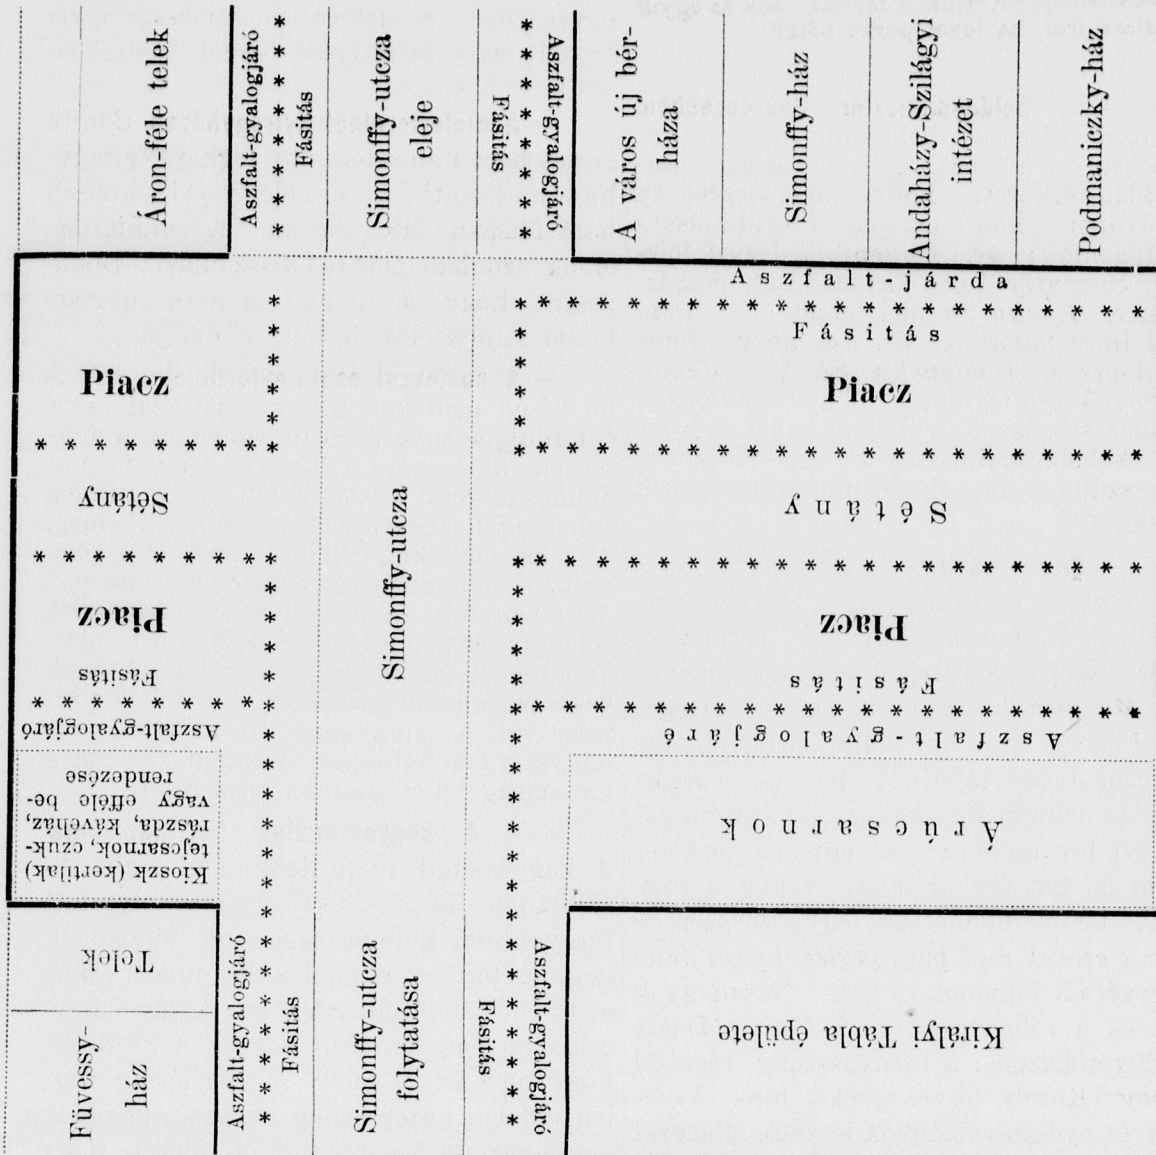 Áron-féle telek
Aszfalt-gyalogjáró
Fásitás
Simonffy-utcza
eleje
Fásitás
Aszfalt-gyalogjáró
A város uj bér-
háza
Simonffy-ház
Andaházy-Szilágyi
intézet
Podmaniczky-ház
Aszfalt-járda
Fásitás
Piacz
Piacz
Sétány
Sétány
Simonffy-utcza
Piacz
Piacz
Fásitás
Fásitás
Aszfalt-gyalogjáró
Aszfalt-gyalogjáré
Kioszk (kertilak)
tejcsarnok, czuk-
rászda, kávéház,
vagy efféle be-
rendezése
Árúcsarnok
Telek
Füvessy-
ház
Aszfalt-gyalogjáró
Fásitás
Simonffy-utcza
folytatása
Fásitás
Aszfalt-gyalogjáró
Királyi Tábla épülete